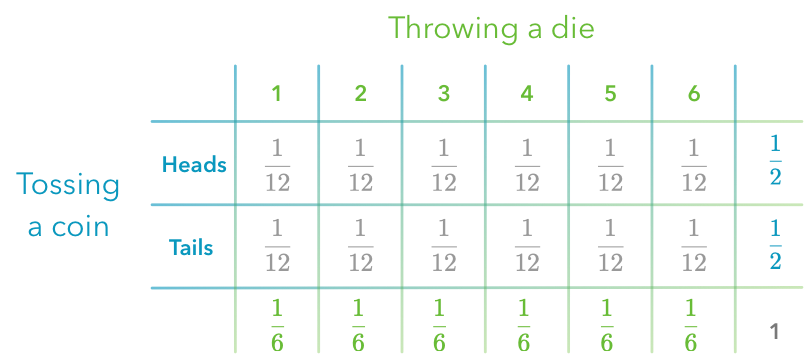 Throwing a die
1 2 3 4 5 6
Heads 1/12 1/12 1/12 1/12 1/12 1/12 1/2
Tossing
a coin
Tails 1/12 1/12 1/12 1/12 1/12 1/12 1/2
1/6 1/6 1/6 1/6 1/6 1/6 1